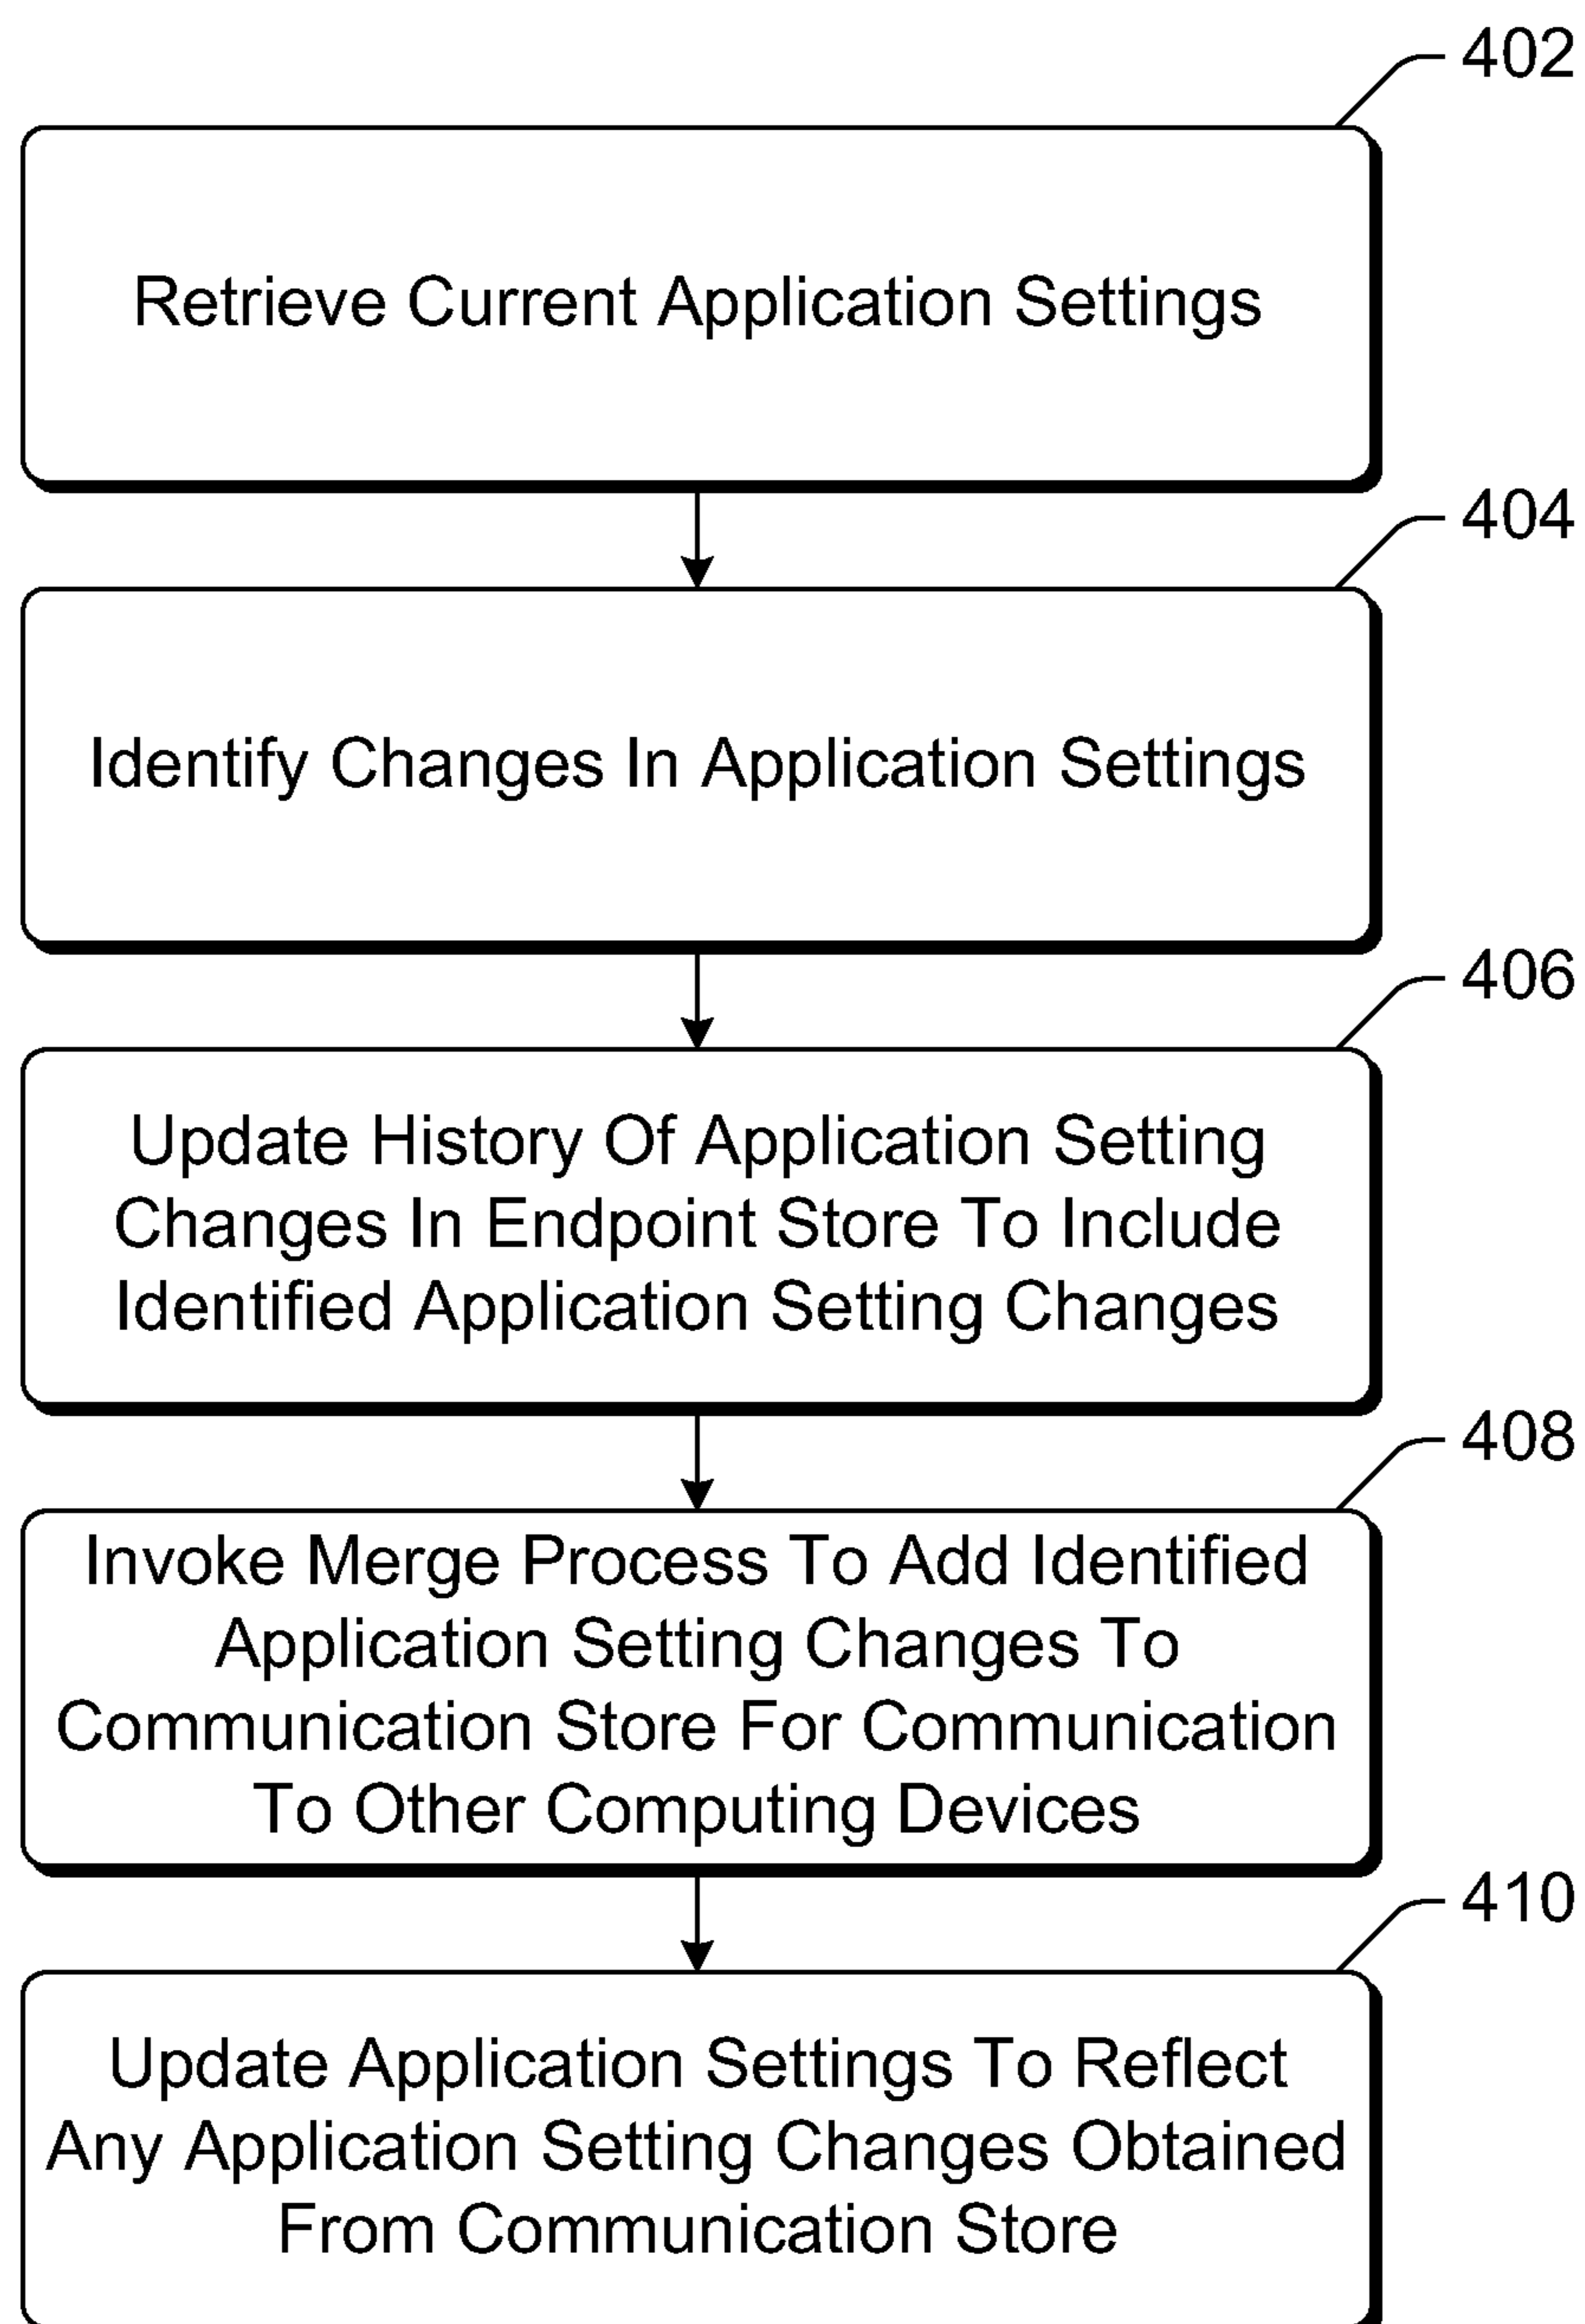 402
Retrieve Current Application Settings
404
Identify Changes In Application Settings
406
Update History Of Application Setting
Changes In Endpoint Store To Include
Identified Application Setting Changes
408
Invoke Merge Process To Add Identified
Application Setting Changes To
Communication Store For Communication
To Other Computing Devices
410
Update Application Settings To Reflect
Any Application Setting Changes Obtained
From Communication Store